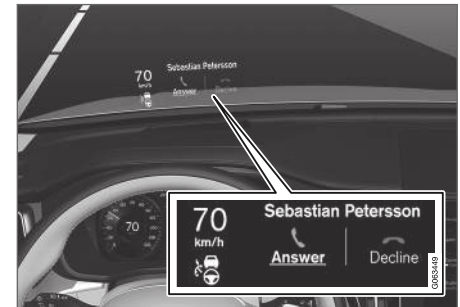 70
km/h
Sebastian Petersson
Answer
Decline
70
70
km/h
Sebastian Petersson
Answer
Decline
G063449